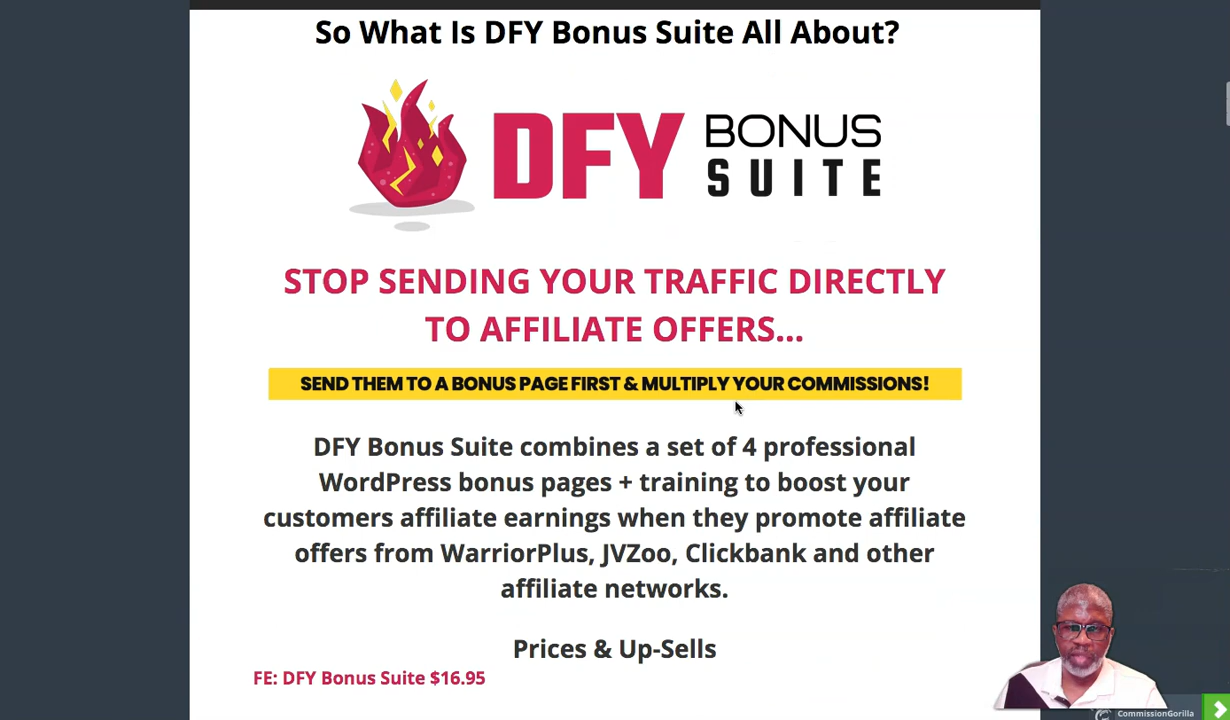 So What Is DFY Bonus Suite All About?
DFY BONUS
SUITE
STOP SENDING YOUR TRAFFIC DIRECTLY
TO AFFILIATE OFFERS...
SEND THEM TO A BONUS PAGE FIRST & MULTIPLY YOUR COMMISSIONS!
DFY Bonus Suite combines a set of 4 professional
WordPress bonus pages + training to boost your
customers affiliate earnings when they promote affiliate
offers from WarriorPlus, JVZoo, Clickbank and other
affiliate networks.
Prices & Up-Sells
FE: DFY Bonus Suite $16.95
CommissionGorilla